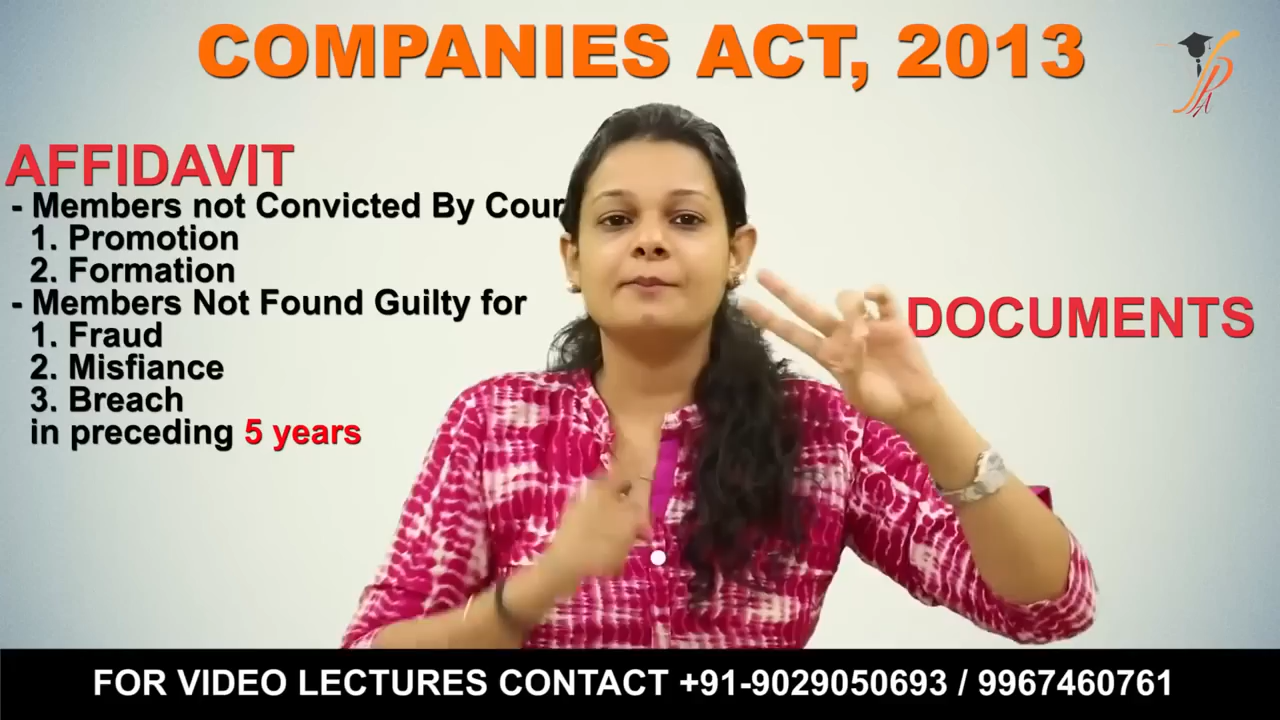 COMPANIES ACT, 2013
AFFIDAVIT
- Members not Convicted By Cour
1. Promotion
2. Formation
- Members Not Found Guilty for
1. Fraud
2. Misfiance
3. Breach
in preceding 5 years
DOCUMENTS
FOR VIDEO LECTURES CONTACT +91-9029050693 / 9967460761